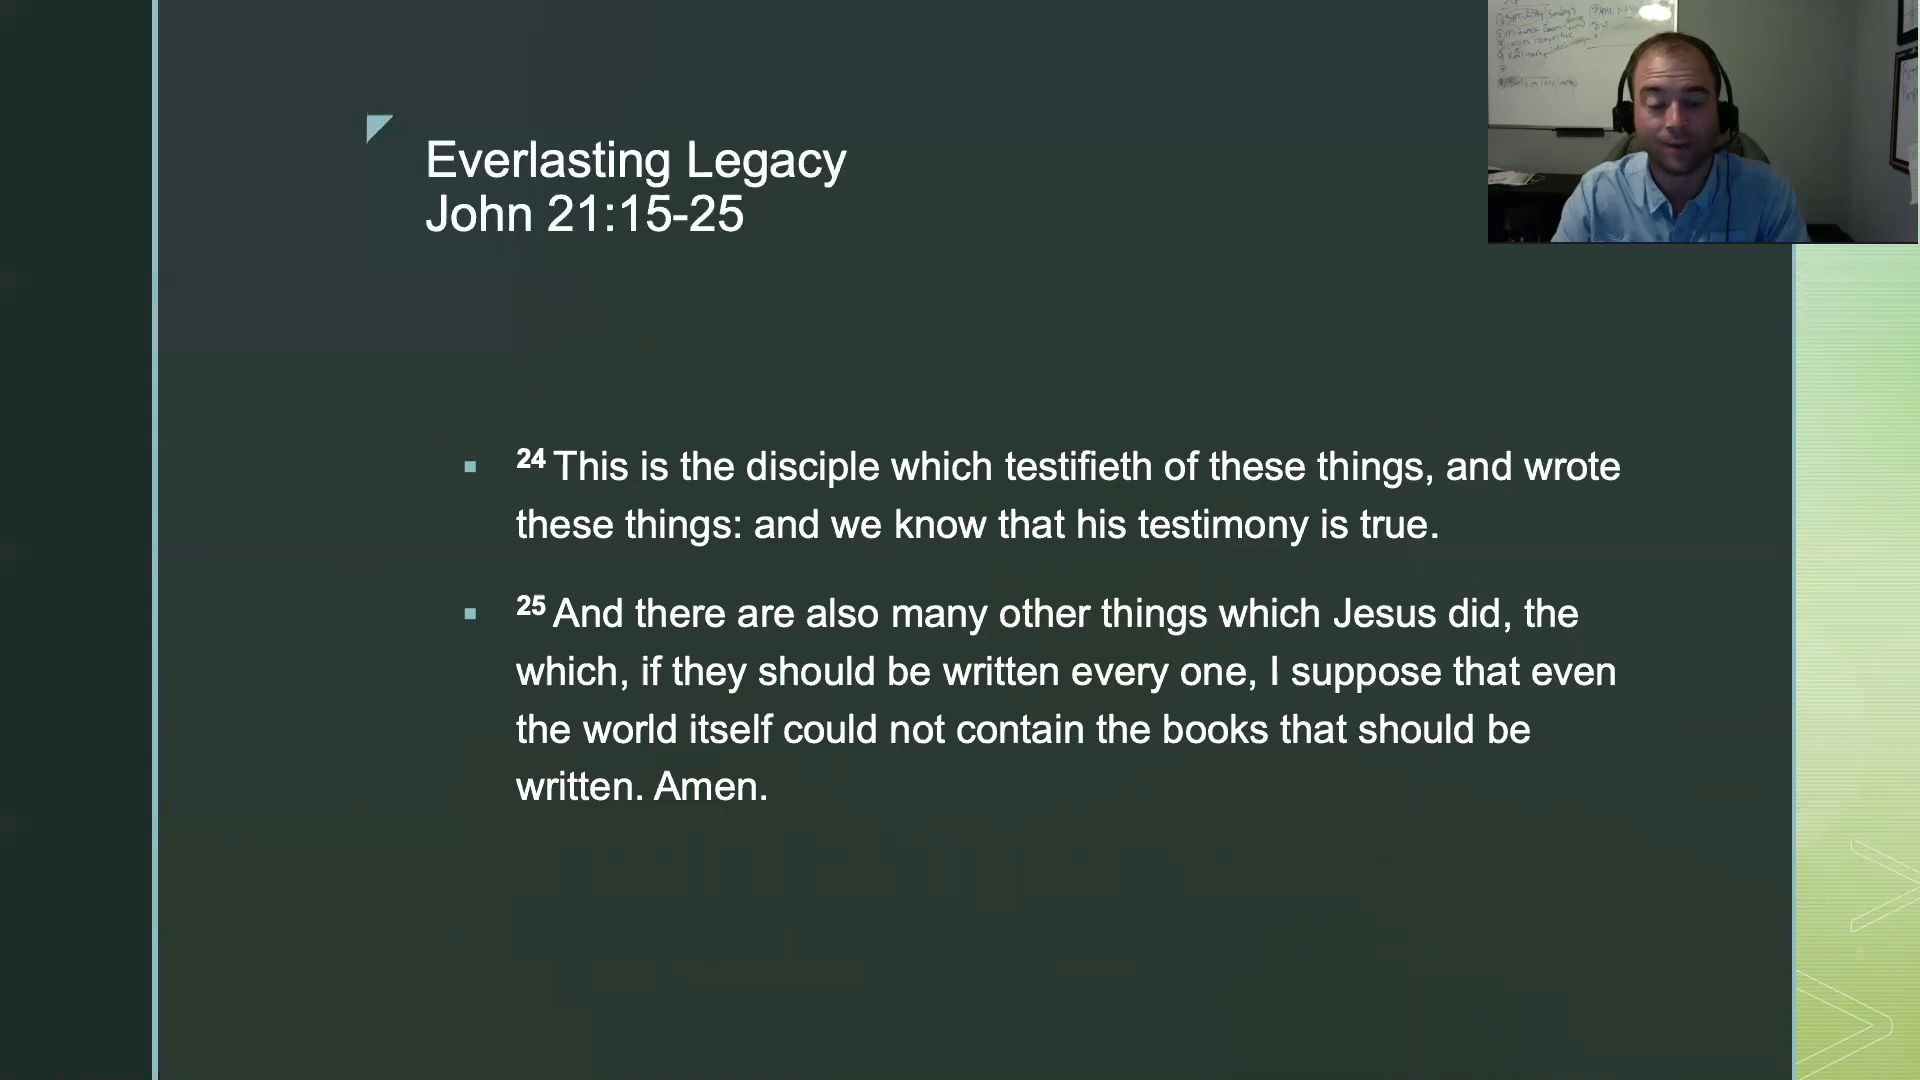 Everlasting Legacy
John 21:15-25
24 This is the disciple which testifieth of these things, and wrote
these things: and we know that his testimony is true.
25 And there are also many other things which Jesus did, the
which, if they should be written every one, I suppose that even
the world itself could not contain the books that should be
written. Amen.